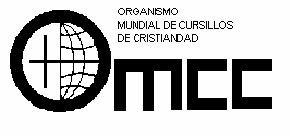 ORGANISMO
MUNDIAL DE CURSILLOS
DE CRISTIANDAD
OMCC